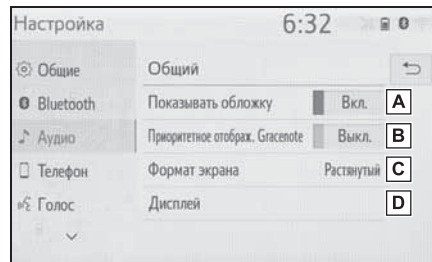 Настройка 6:32
Общие
Bluetooth
Аудио
Телефон
Голос
Общий
Показывать обложку Вкл. A
Приоритетное отображ. Gracenote Выкл. B
Формат экрана Растянутый C
Дисплей D